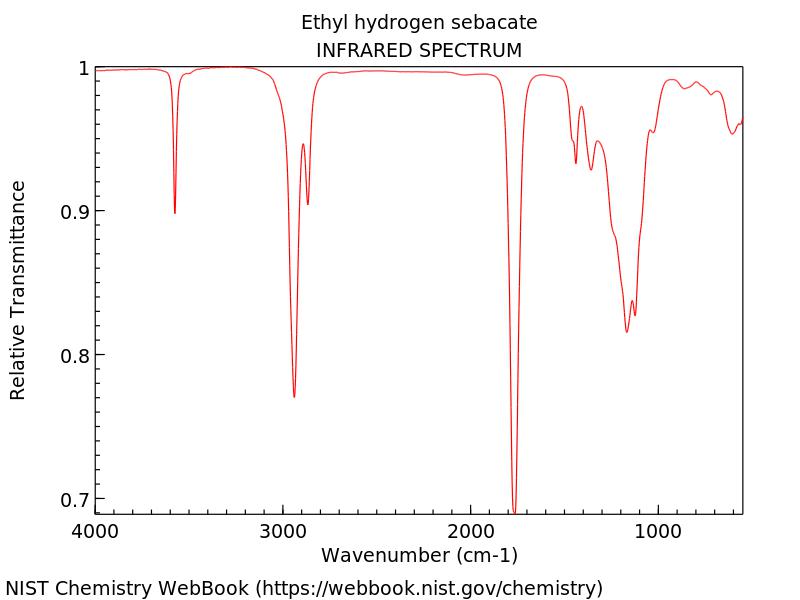 Ethyl hydrogen sebacate
INFRARED SPECTRUM
1
0.9
0.8
0.7
Relative Transmittance
4000 3000 2000 1000
Wavenumber (cm-1)
NIST Chemistry WebBook (https://webbook.nist.gov/chemistry)